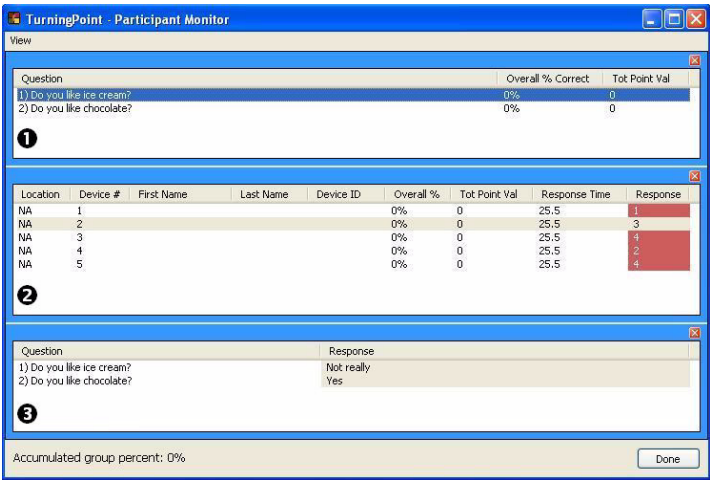 TurningPoint - Participant Monitor
View
Question Overall % Correct Tot Point Val
1) Do you like ice cream? 0% 0
2) Do you like chocolate? 0% 0
1
Location Device # First Name Last Name Device ID Overall % Tot Point Val Response Time Response
NA 1 0% 0 25.5 1
NA 2 0% 0 25.5 3
NA 3 0% 0 25.5 4
NA 4 0% 0 25.5 2
NA 5 0% 0 25.5 4
2
Question Response
1) Do you like ice cream? Not really
2) Do you like chocolate? Yes
3
Accumulated group percent: 0% Done